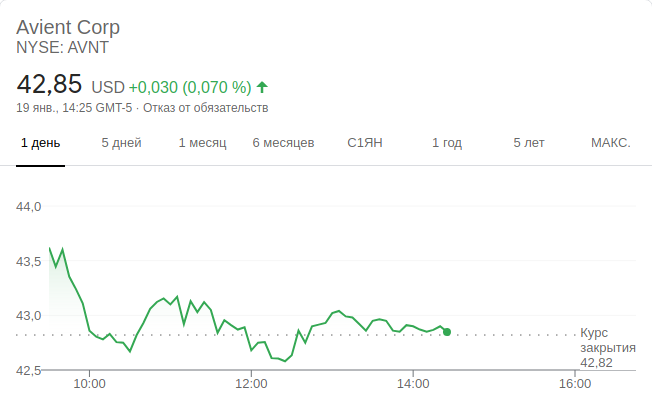 Avient Corp
NYSE: AVNT
42,85 USD +0,030 (0,070 %)
19 янв., 14:25 GMT-5 · Отказ от обязательств
1 день 5 дней 1 месяц 6 месяцев С1ЯН 1 год 5 лет МАКС.
44,0
43,5
43,0
Курс
закрытия
42,82
42,5
10:00 12:00 14:00 16:00